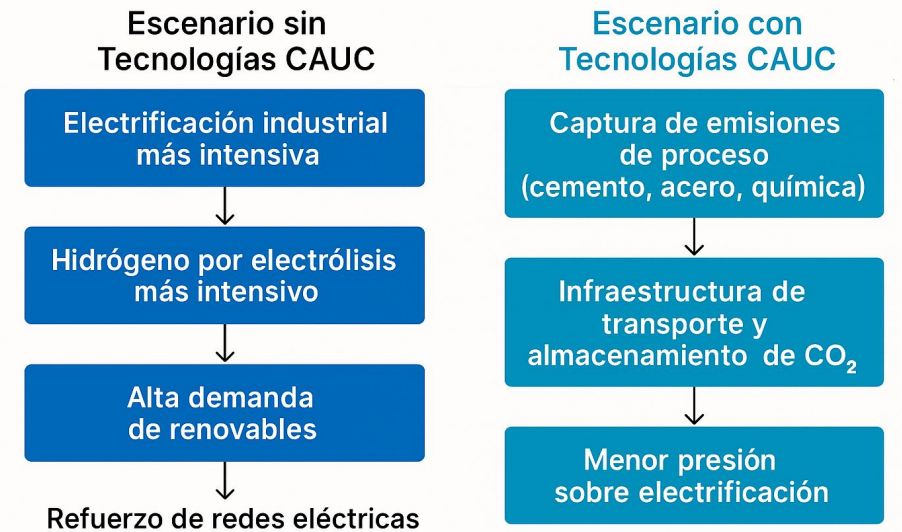 Escenario sin
Tecnologías CAUC
Electrificación industrial
más intensiva
Hidrógeno por electrólisis
más intensivo
Alta demanda
de renovables
Refuerzo de redes eléctricas
Escenario con
Tecnologías CAUC
Captura de emisiones
de proceso
(cemento, acero, química)
Infraestructura de
transporte y
almacenamiento de CO₂
Menor presión
sobre electrificación